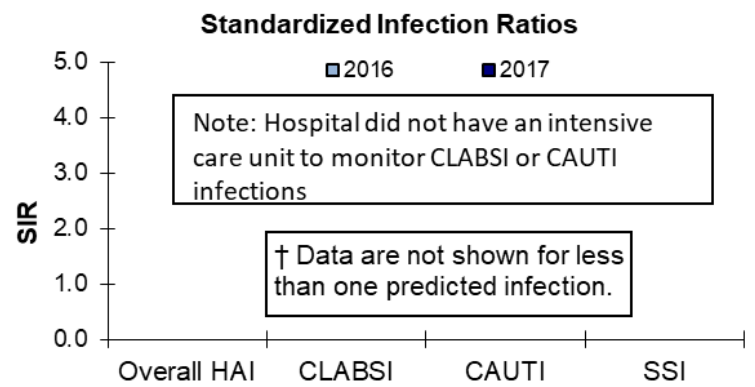 Standardized Infection Ratios
5.0
2016 2017
4.0
Note: Hospital did not have an intensive
care unit to monitor CLABSI or CAUTI
infections
3.0
2.0
SIR
† Data are not shown for less
than one predicted infection.
1.0
0.0
Overall HAI CLABSI CAUTI SSI